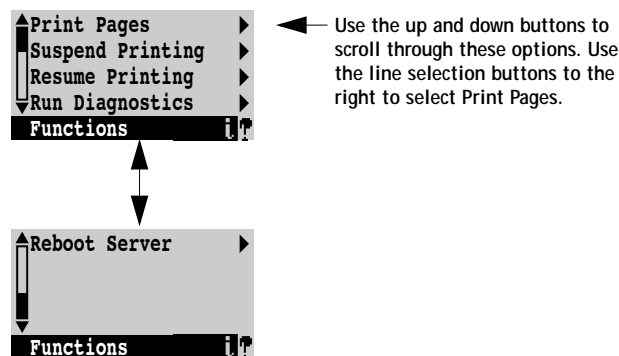 Print Pages
Suspend Printing
Resume Printing
Run Diagnostics
Functions
Use the up and down buttons to
scroll through these options. Use
the line selection buttons to the
right to select Print Pages.
Reboot Server
Functions